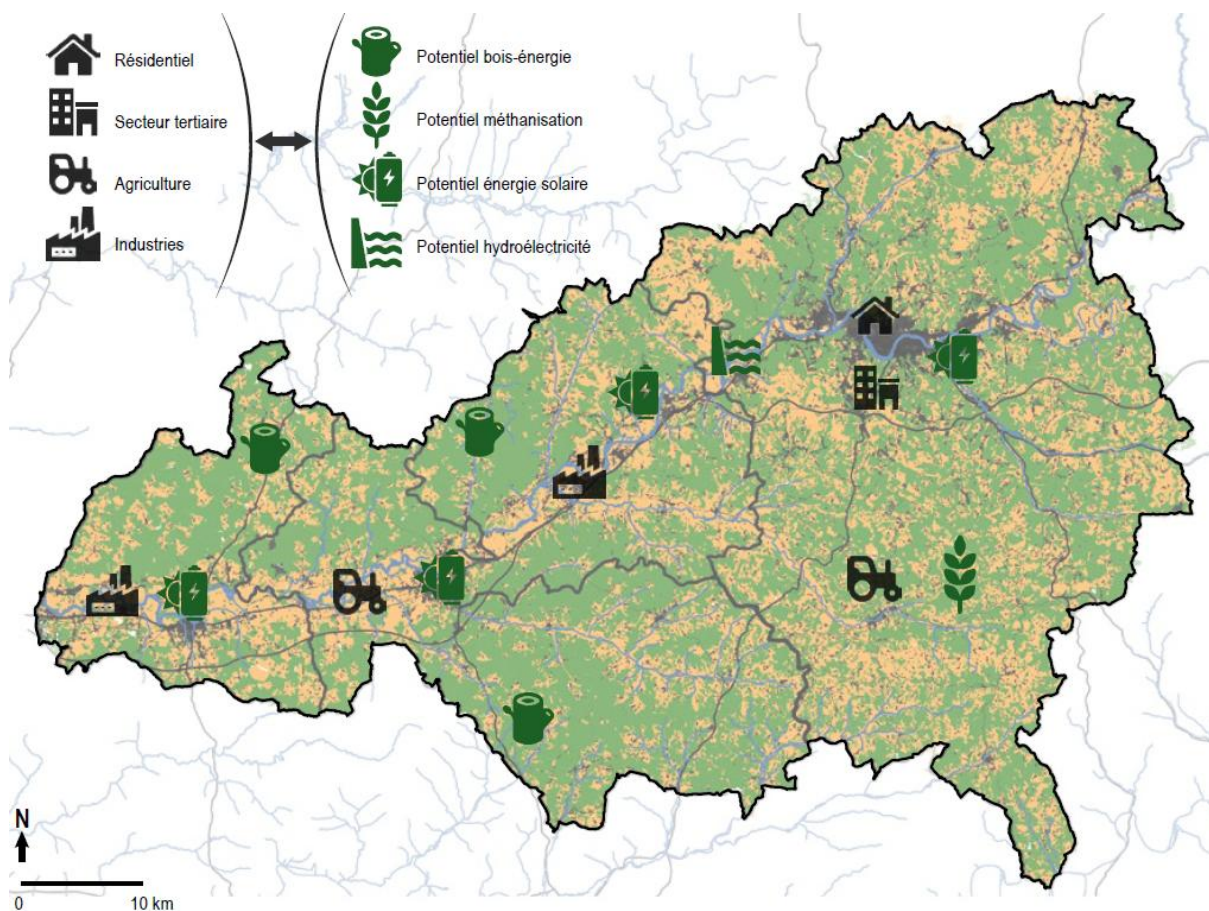 Résidentiel
Secteur tertiaire
Agriculture
Industries
Potentiel bois-énergie
Potentiel méthanisation
Potentiel énergie solaire
Potentiel hydroélectricité
N
0 10 km